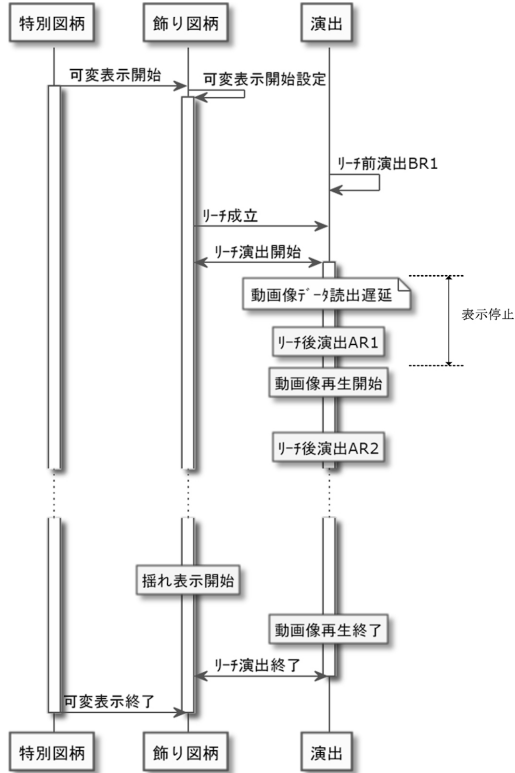 特別図柄
飾り図柄
演出
可変表示開始
可変表示開始設定
ﾘｰﾁ前演出BR1
ﾘｰﾁ成立
ﾘｰﾁ演出開始
動画像ﾃﾞｰﾀ読出遅延
表示停止
ﾘｰﾁ後演出AR1
動画像再生開始
ﾘｰﾁ後演出AR2
揺れ表示開始
動画像再生終了
ﾘｰﾁ演出終了
可変表示終了
特別図柄
飾り図柄
演出